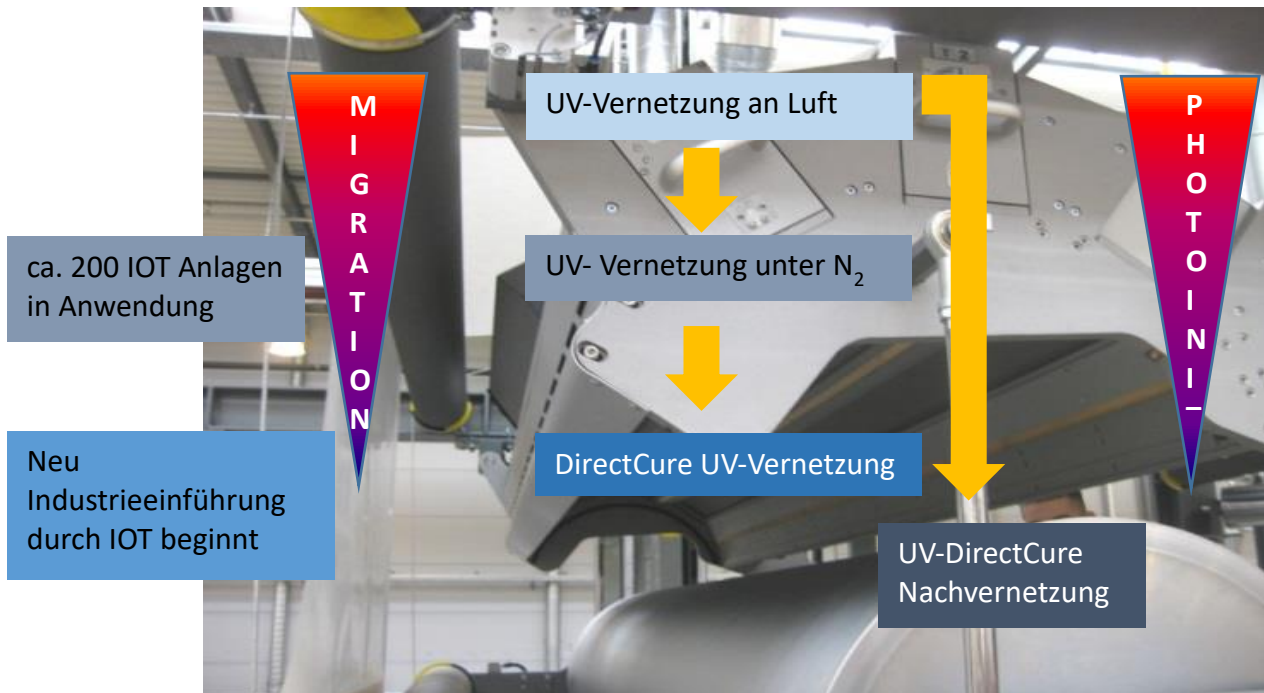 MIGRATION
UV-Vernetzung an Luft
PHOTOINI–
ca. 200 IOT Anlagen
in Anwendung
UV- Vernetzung unter N₂
Neu
Industrieeinführung
durch IOT beginnt
DirectCure UV-Vernetzung
UV-DirectCure
Nachvernetzung